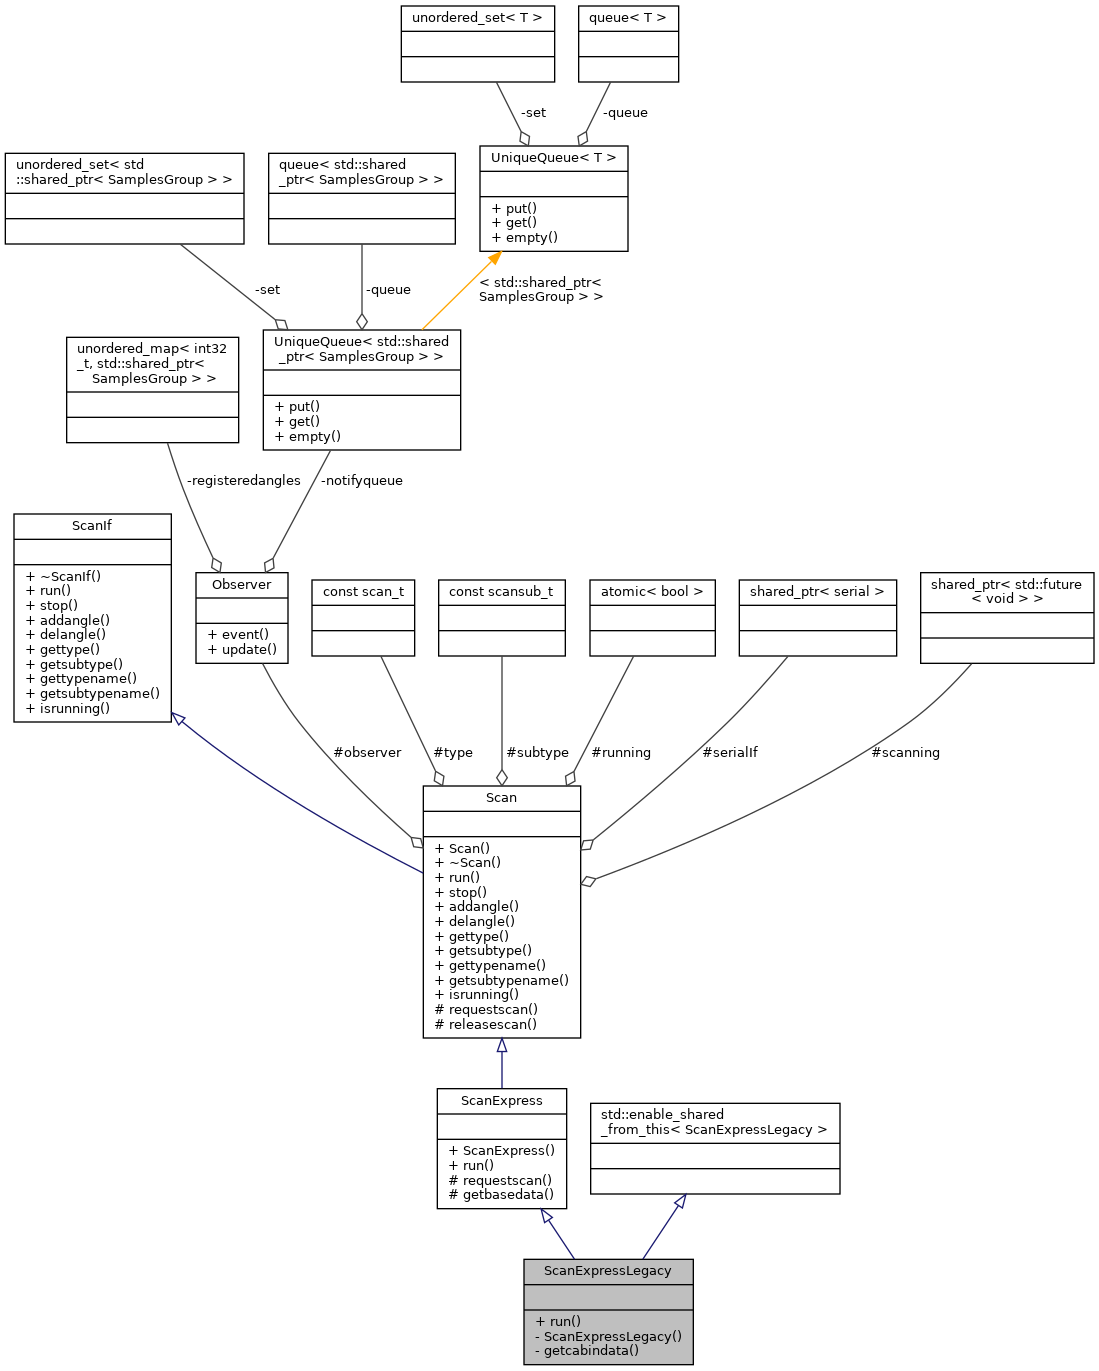 unordered_set< T >
queue< T >
-set
-queue
UniqueQueue< T >
+ put()
+ get()
+ empty()
unordered_set< std
::shared_ptr< SamplesGroup > >
queue< std::shared
_ptr< SamplesGroup > >
-set
-queue
< std::shared_ptr<
SamplesGroup > >
unordered_map< int32
_t, std::shared_ptr<
SamplesGroup > >
UniqueQueue< std::shared
_ptr< SamplesGroup > >
+ put()
+ get()
+ empty()
-registeredangles
-notifyqueue
ScanIf
+ ~ScanIf()
+ run()
+ stop()
+ addangle()
+ delangle()
+ gettype()
+ getsubtype()
+ gettypename()
+ getsubtypename()
+ isrunning()
Observer
+ event()
+ update()
const scan_t
const scansub_t
atomic< bool >
shared_ptr< serial >
shared_ptr< std::future
< void > >
#observer
#type
#subtype
#running
#serialIf
#scanning
Scan
+ Scan()
+ ~Scan()
+ run()
+ stop()
+ addangle()
+ delangle()
+ gettype()
+ getsubtype()
+ gettypename()
+ getsubtypename()
+ isrunning()
# requestscan()
# releasescan()
ScanExpress
+ ScanExpress()
+ run()
# requestscan()
# getbasedata()
std::enable_shared
_from_this< ScanExpressLegacy >
ScanExpressLegacy
+ run()
- ScanExpressLegacy()
- getcabindata()